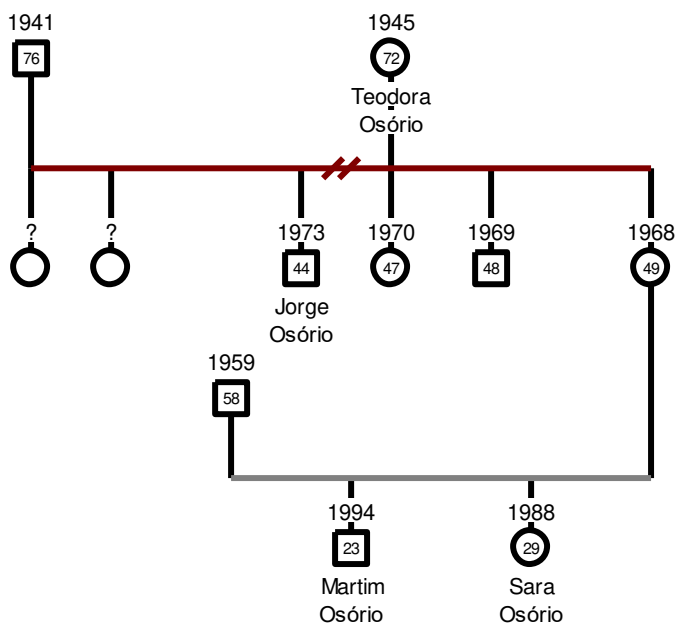 1941
1945
76
72
Teodora
Osório
?
?
1973
1970
1969
1968
44
47
48
49
Jorge
Osório
1959
58
1994
1988
23
29
Martim
Osório
Sara
Osório